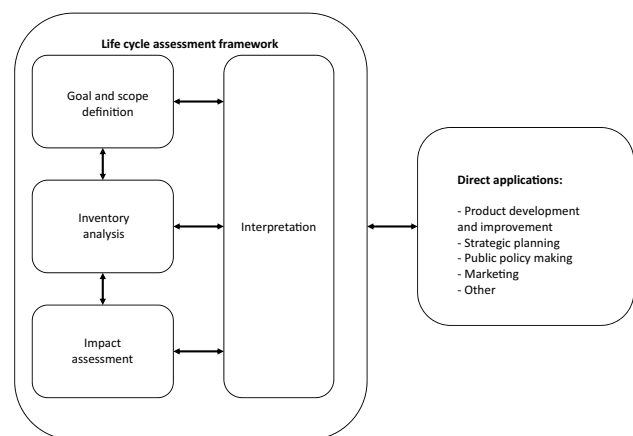 Life cycle assessment framework
Goal and scope
definition
Inventory
analysis
Impact
assessment
Interpretation
Direct applications:
- Product development
and improvement
- Strategic planning
- Public policy making
- Marketing
- Other